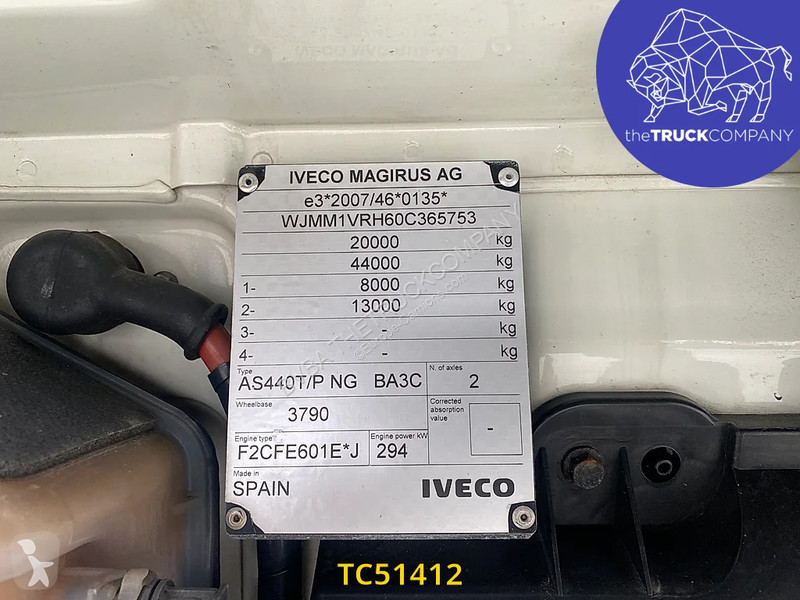 theTRUCKCOMPANY
IVECO MAGIRUS AG
e3*2007/46*0135*
WJMM1VRH60C365753
20000 kg
44000 kg
1- 8000 kg
2- 13000 kg
3- - kg
4- - kg
Type
AS440T/P NG BA3C
N. of axles
2
Wheelbase
3790
Corrected absorption value
-
Engine type
F2CFE601E*J
Engine power kW
294
Made in
SPAIN
IVECO
TC51412